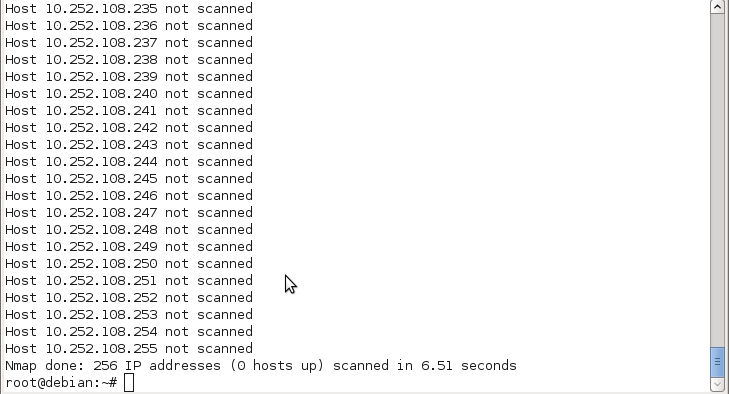 Host 10.252.108.235 not scanned
Host 10.252.108.236 not scanned
Host 10.252.108.237 not scanned
Host 10.252.108.238 not scanned
Host 10.252.108.239 not scanned
Host 10.252.108.240 not scanned
Host 10.252.108.241 not scanned
Host 10.252.108.242 not scanned
Host 10.252.108.243 not scanned
Host 10.252.108.244 not scanned
Host 10.252.108.245 not scanned
Host 10.252.108.246 not scanned
Host 10.252.108.247 not scanned
Host 10.252.108.248 not scanned
Host 10.252.108.249 not scanned
Host 10.252.108.250 not scanned
Host 10.252.108.251 not scanned
Host 10.252.108.252 not scanned
Host 10.252.108.253 not scanned
Host 10.252.108.254 not scanned
Host 10.252.108.255 not scanned
Nmap done: 256 IP addresses (0 hosts up) scanned in 6.51 seconds
root@debian:~#